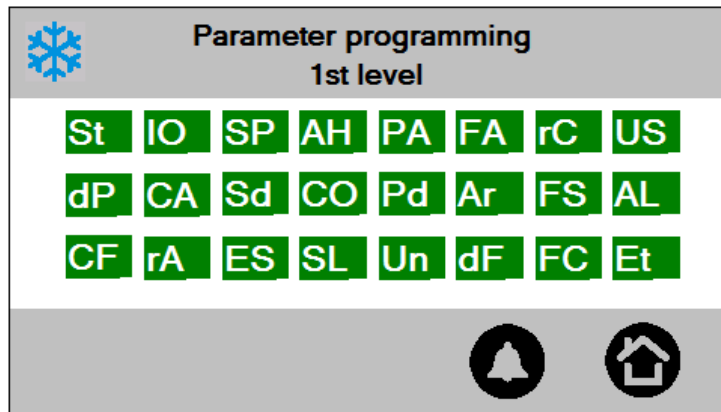 Parameter programming
1st level
St IO SP AH PA FA rC US
dP CA Sd CO Pd Ar FS AL
CF rA ES SL Un dF FC Et